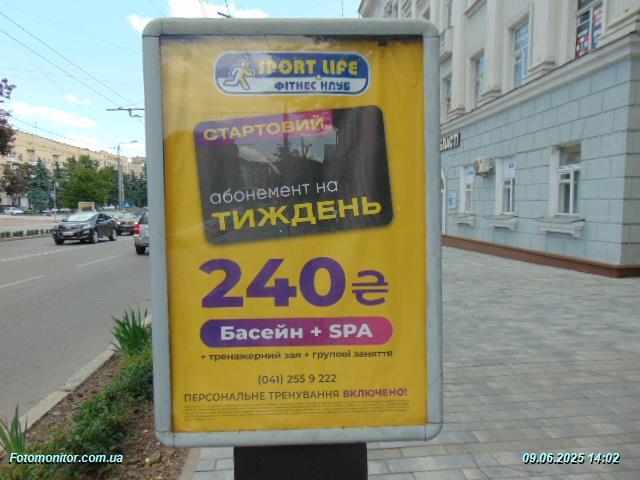 SPORT LIFE
ФІТНЕС КЛУБ
СТАРТОВИЙ
абонемент на
ТИЖДЕНЬ
240₴
Басейн + SPA
+ тренажерний зал + групові заняття
(041) 255 9 222
ПЕРСОНАЛЬНЕ ТРЕНУВАННЯ ВКЛЮЧЕНО!
Fotomonitor.com.ua
09.06.2025 14:02